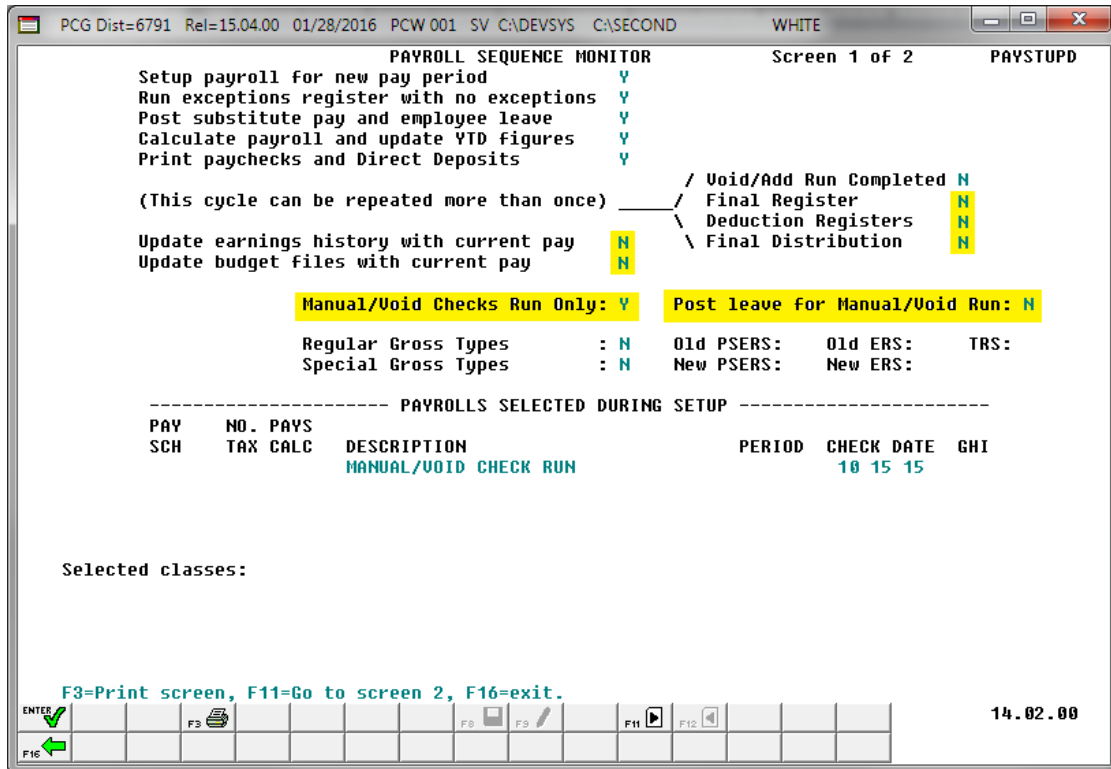 PCG Dist=6791 Rel=15.04.00 01/28/2016 PCW 001 SV C:\DEVSYS C:\SECOND WHITE
PAYROLL SEQUENCE MONITOR Screen 1 of 2 PAYSTUPD
Setup payroll for new pay period Y
Run exceptions register with no exceptions Y
Post substitute pay and employee leave Y
Calculate payroll and update YTD figures Y
Print paychecks and Direct Deposits Y
/ Void/Add Run Completed N
(This cycle can be repeated more than once) _____/ Final Register N
\ Deduction Registers N
Update earnings history with current pay N \ Final Distribution N
Update budget files with current pay N
Manual/Void Checks Run Only: Y Post leave for Manual/Void Run: N
Regular Gross Types : N Old PSERS: Old ERS: TRS:
Special Gross Types : N New PSERS: New ERS:
---------------------- PAYROLLS SELECTED DURING SETUP -----------------------
PAY NO. PAYS
SCH TAX CALC DESCRIPTION PERIOD CHECK DATE GHI
MANUAL/VOID CHECK RUN 10 15 15
Selected classes:
F3=Print screen, F11=Go to screen 2, F16=exit.
ENTER F3 F8 F9 F11 F12 14.02.00
F16